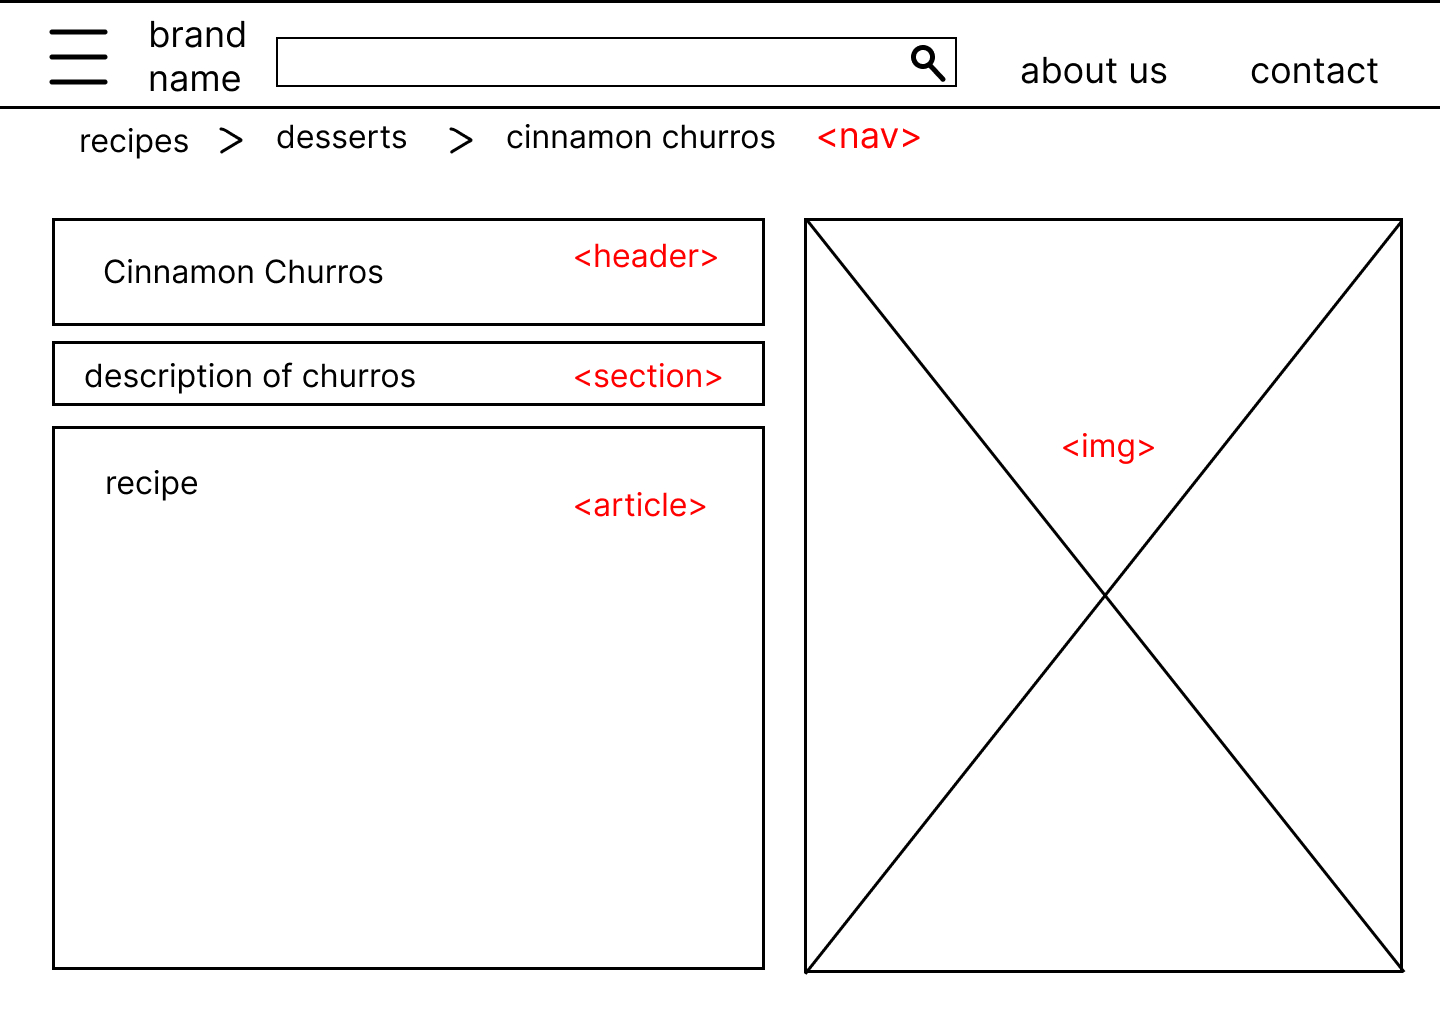 brand
name
about us
contact
recipes > desserts > cinnamon churros <nav>
Cinnamon Churros
<header>
description of churros
<section>
recipe
<article>
<img>